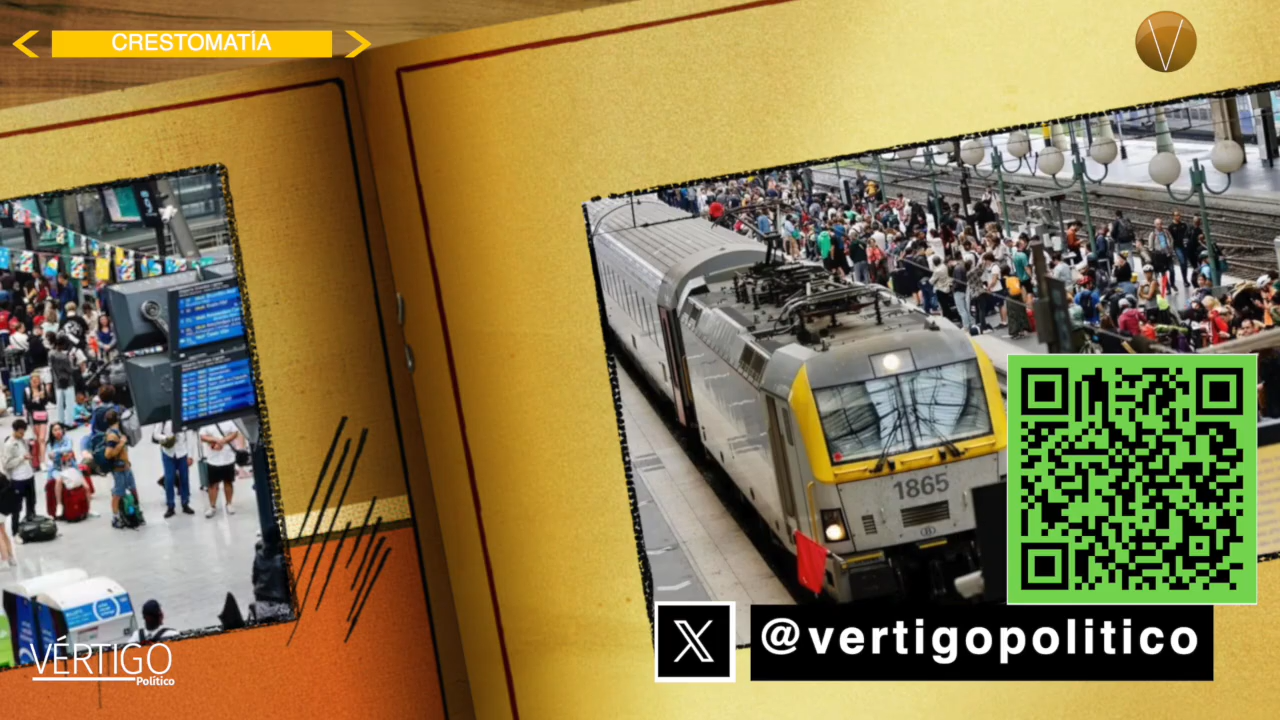 CRESTOMATÍA
V
1865
B
@vertigopolitico
VÉRTIGO
Político